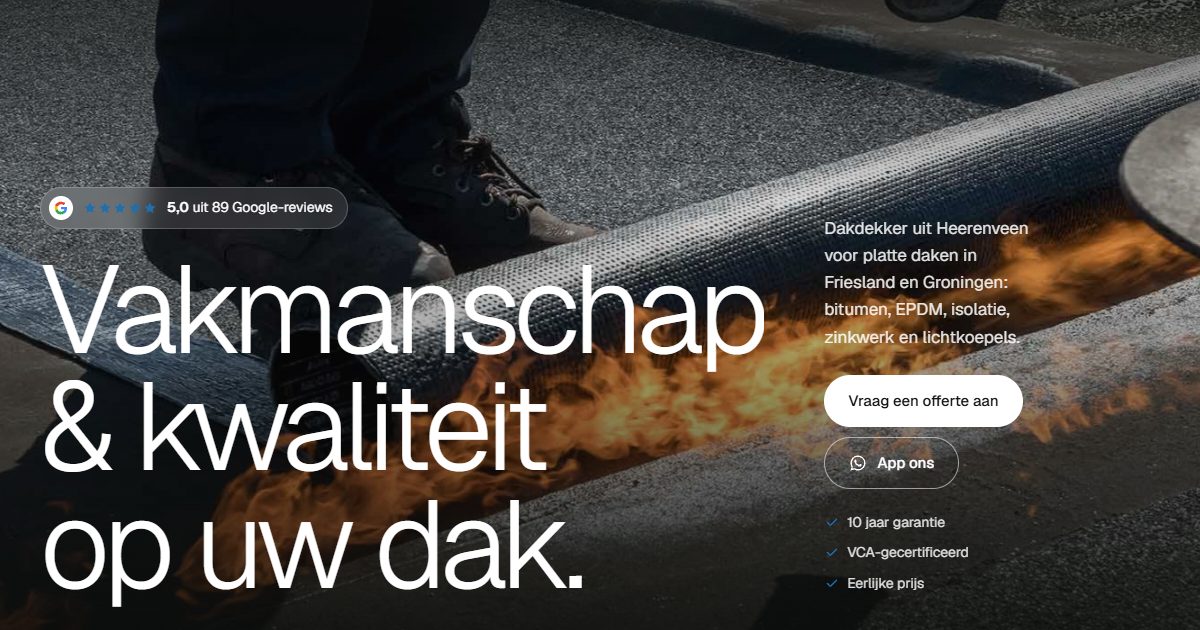 5,0 uit 89 Google-reviews
Vakmanschap
& kwaliteit
op uw dak.
Dakdekker uit Heerenveen
voor platte daken in
Friesland en Groningen:
bitumen, EPDM, isolatie,
zinkwerk en lichtkoepels.
Vraag een offerte aan
App ons
10 jaar garantie
VCA-gecertificeerd
Eerlijke prijs